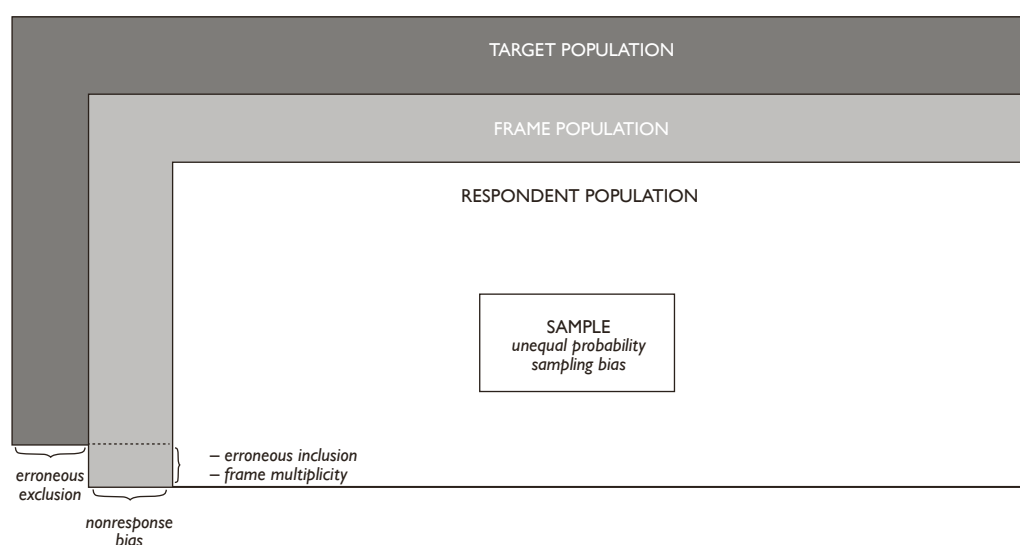 TARGET POPULATION
FRAME POPULATION
RESPONDENT POPULATION
SAMPLE
unequal probability
sampling bias
– erroneous inclusion
– frame multiplicity
erroneous
exclusion
nonresponse
bias